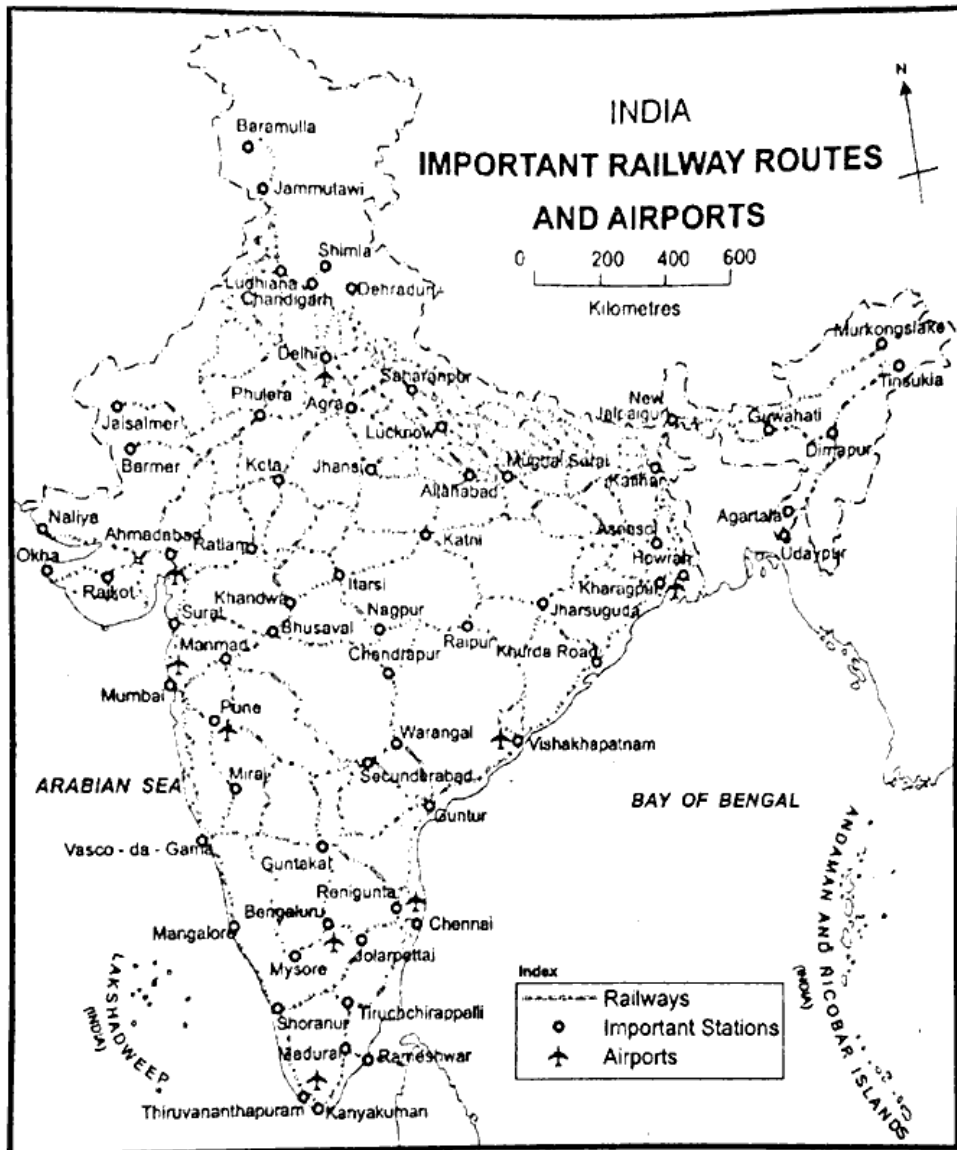 N
INDIA
IMPORTANT RAILWAY ROUTES
AND AIRPORTS
0 200 400 600
Kilometres
Baramulla
Jammutawi
Shimla
Ludhiana
Chandigarh
Dehradun
Delhi
Saharanpur
Murkongslake
Tinsukia
Phulera
Agra
Jaisalmer
Lucknow
New
Jalpaiguri
Guwahati
Dimapur
Barmer
Kota
Jhansi
Mughal Sarai
Allahabad
Katihar
Naliya
Ahmadabad
Ratlam
Katni
Asansol
Agartala
Okha
Rajkot
Itarsi
Howrah
Udaypur
Kharagpur
Khandwa
Nagpur
Jharsuguda
Surat
Bhusaval
Raipur
Manmad
Chandrapur
Khurda Road
Mumbai
Pune
Warangal
Vishakhapatnam
ARABIAN SEA
Miraj
Secunderabad
BAY OF BENGAL
Guntur
Vasco - da - Gama
Guntakal
Renigunta
Bengaluru
Chennai
Mangalore
Jolarpettai
Mysore
LAKSHADWEEP
(INDIA)
ANDAMAN AND NICOBAR ISLANDS
(INDIA)
Index
Railways
Important Stations
Airports
Shoranur
Tiruchchirappelli
Madurai
Rameshwar
Thiruvananthapuram
Kanyakumari